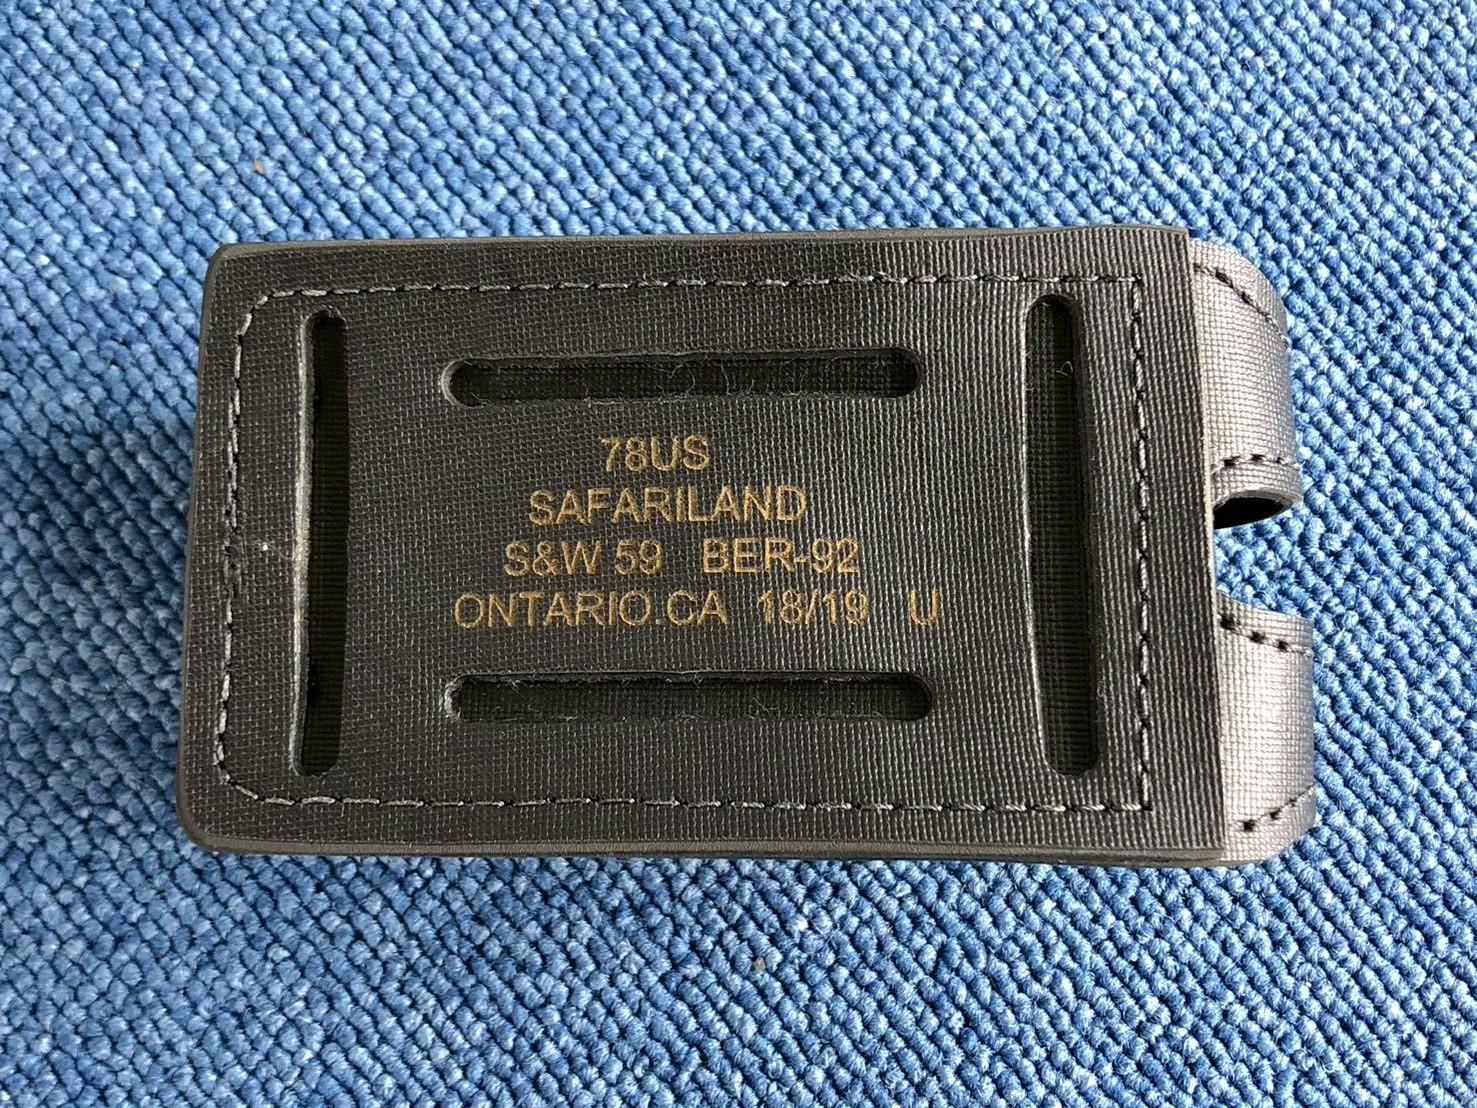 78US
SAFARILAND
S&W 59 BER-92
ONTARIO.CA 18/19 U